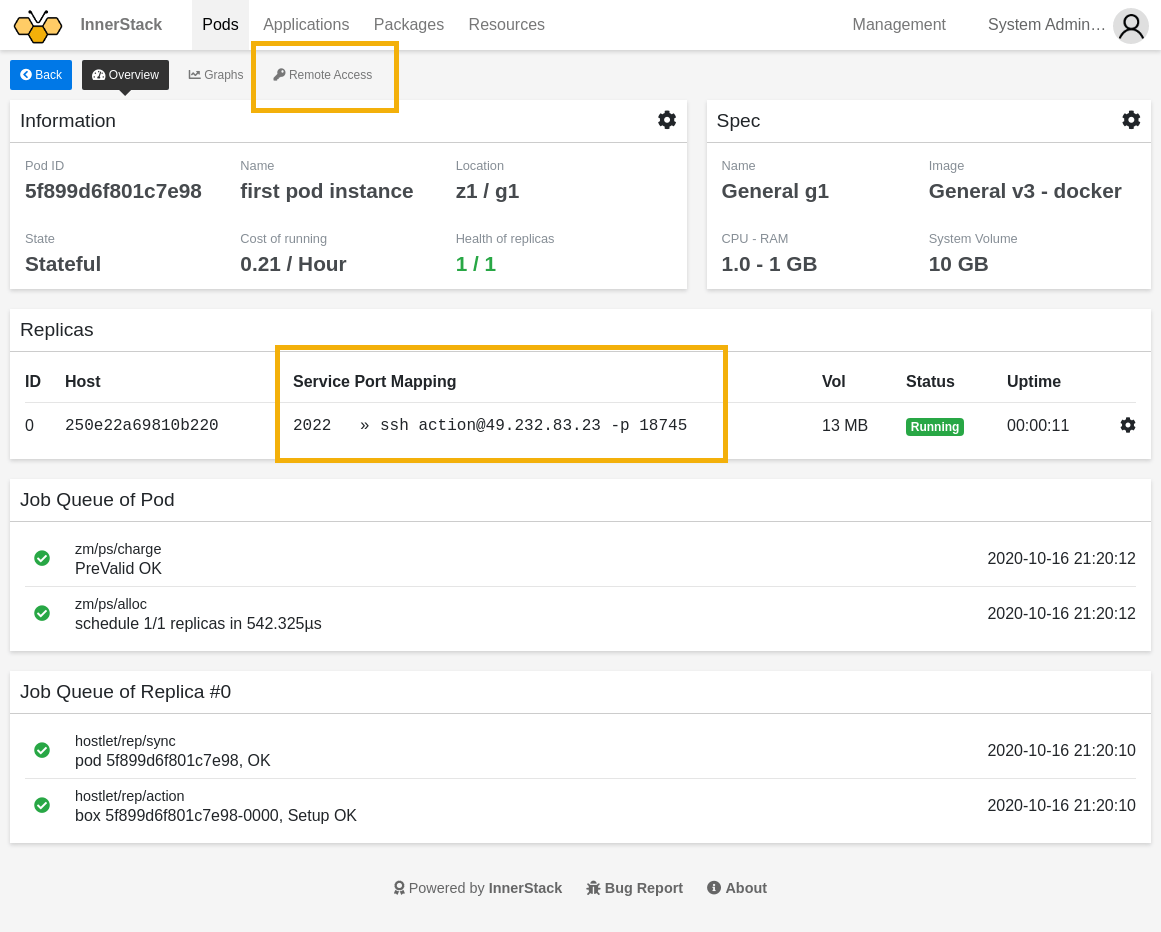 InnerStack Pods Applications Packages Resources Management System Admin…
Back Overview Graphs Remote Access
Information
Pod ID Name Location
5f899d6f801c7e98 first pod instance z1 / g1
State Cost of running Health of replicas
Stateful 0.21 / Hour 1 / 1
Spec
Name Image
General g1 General v3 - docker
CPU - RAM System Volume
1.0 - 1 GB 10 GB
Replicas
ID Host Service Port Mapping Vol Status Uptime
0 250e22a69810b220 2022 » ssh action@49.232.83.23 -p 18745 13 MB Running 00:00:11
Job Queue of Pod
zm/ps/charge
PreValid OK 2020-10-16 21:20:12
zm/ps/alloc
schedule 1/1 replicas in 542.325µs 2020-10-16 21:20:12
Job Queue of Replica #0
hostlet/rep/sync
pod 5f899d6f801c7e98, OK 2020-10-16 21:20:10
hostlet/rep/action
box 5f899d6f801c7e98-0000, Setup OK 2020-10-16 21:20:10
Powered by InnerStack Bug Report About